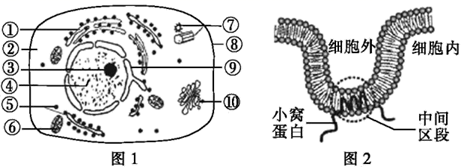 ①
②
③
④
⑤
⑥
⑦
⑧
⑨
⑩
图1
细胞外
细胞内
小窝
蛋白
中间
区段
图2